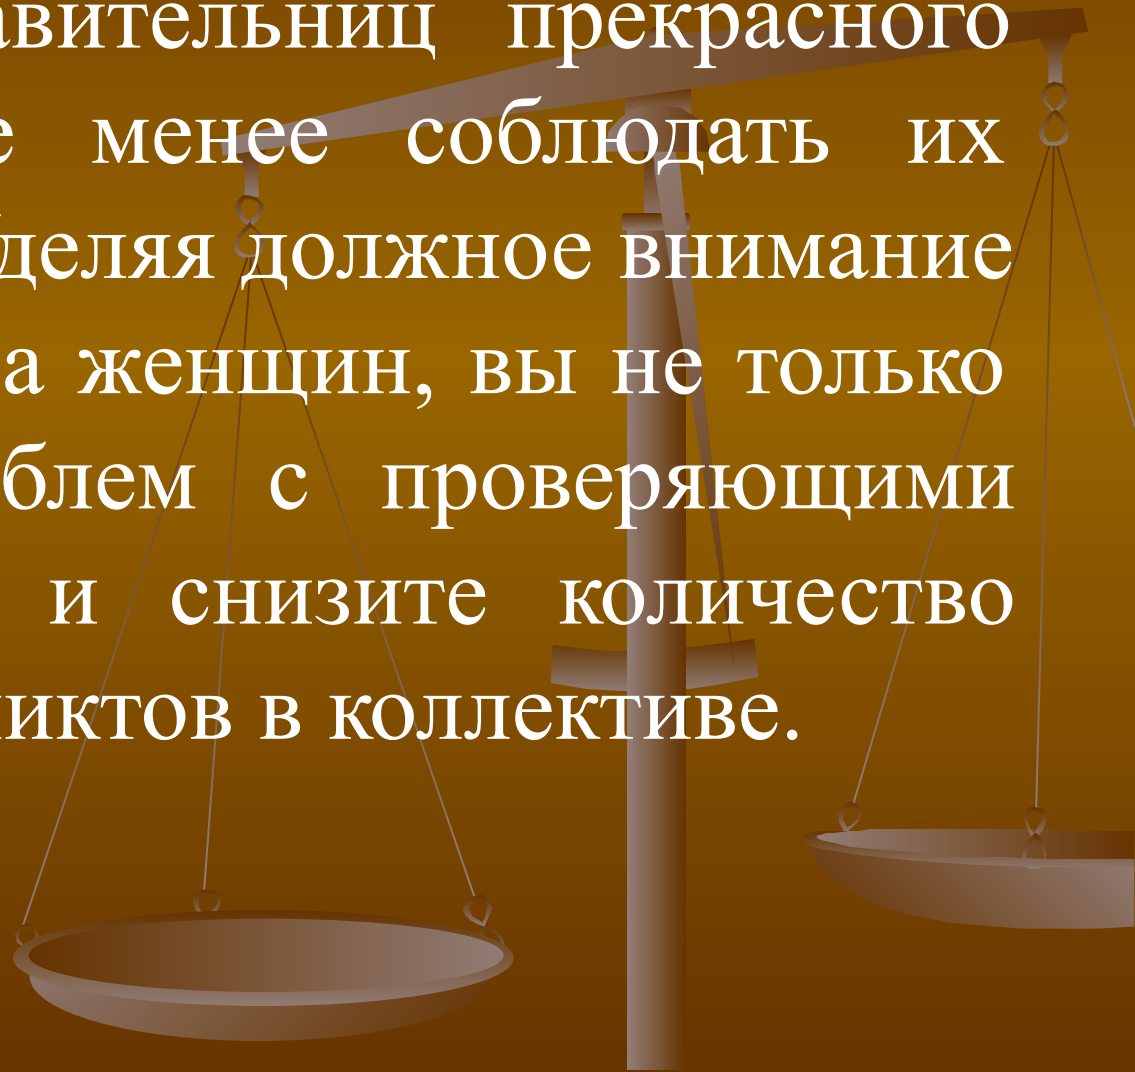 авительниц прекрасного
е менее соблюдать их
деляя должное внимание
а женщин, вы не только
блем с проверяющими
и снизите количество
иктов в коллективе.